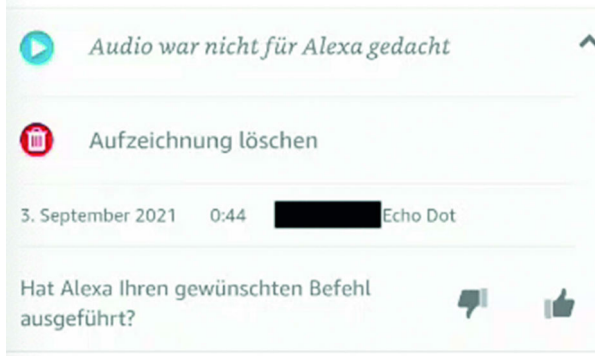 Audio war nicht für Alexa gedacht
Aufzeichnung löschen
3. September 2021 0:44 Echo Dot
Hat Alexa Ihren gewünschten Befehl
ausgeführt?